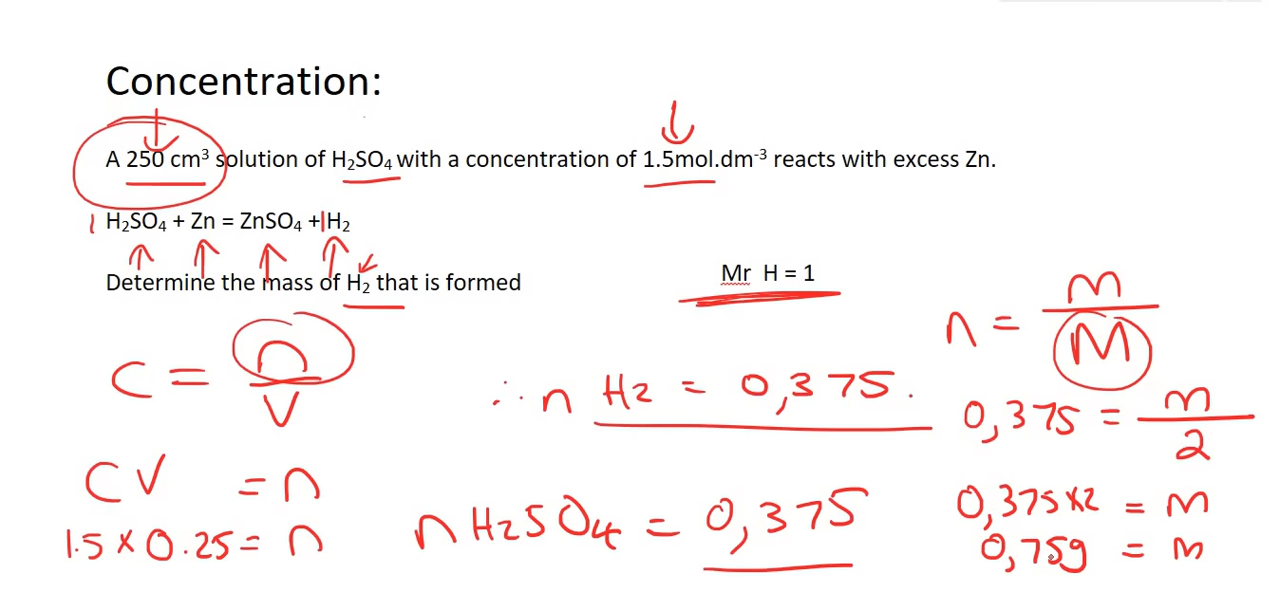 Concentration:
A 250 cm³ solution of H₂SO₄ with a concentration of 1.5mol.dm⁻³ reacts with excess Zn.
1 H₂SO₄ + Zn = ZnSO₄ +1H₂
Determine the mass of H₂ that is formed
Mr H = 1
n = m/M
C = n/V
∴ n H2 = 0,375.
0,375 = m/2
CV = n
1.5 × 0.25 = n
n H2SO4 = 0,375
0,375×2 = m
0,75g = m